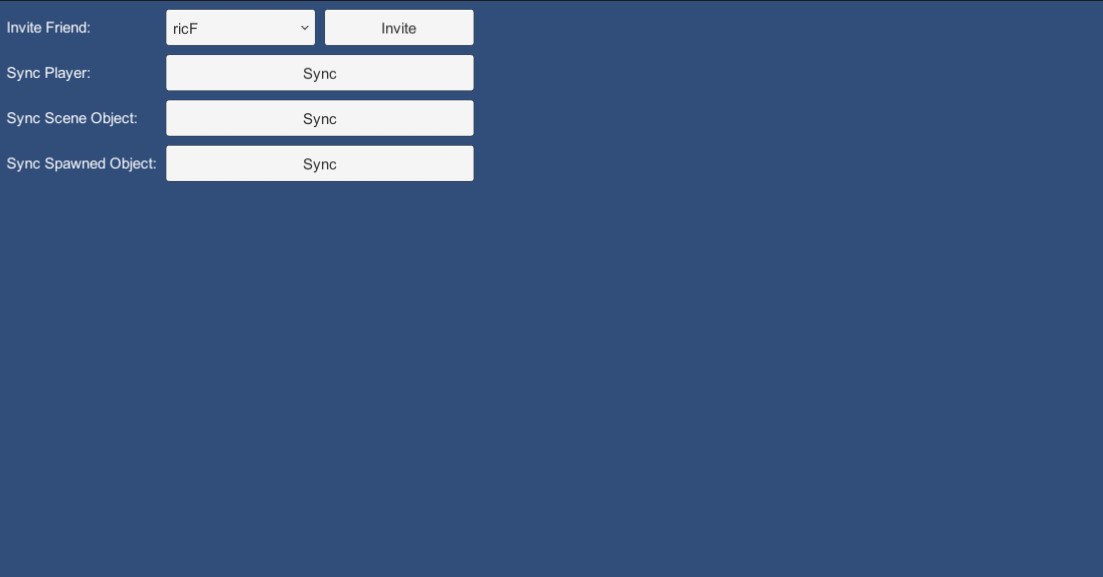 Invite Friend: ricF Invite
Sync Player: Sync
Sync Scene Object: Sync
Sync Spawned Object: Sync